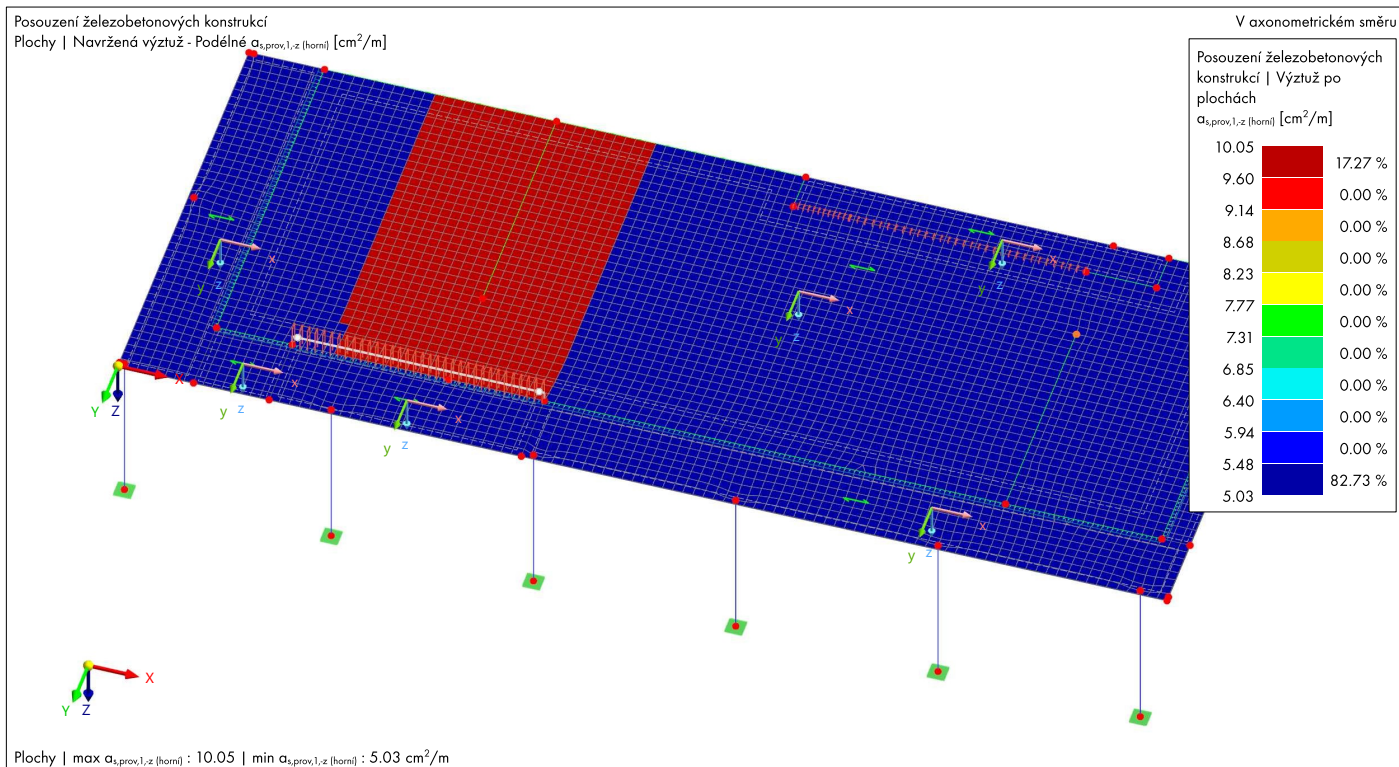 Posouzení železobetonových konstrukcí
Plochy | Navržená výztuž - Podélné as,prov,1,-z (horní) [cm²/m]
V axonometrickém směru
Posouzení železobetonových
konstrukcí | Výztuž po
plochách
as,prov,1,-z (horní) [cm²/m]
10.05
17.27 %
9.60
0.00 %
9.14
0.00 %
8.68
0.00 %
8.23
0.00 %
7.77
0.00 %
7.31
0.00 %
6.85
0.00 %
6.40
0.00 %
5.94
0.00 %
5.48
82.73 %
5.03
x
y
z
x
y
z
x
y
z
x
y
z
x
y
z
x
y
z
X
Y
Z
X
Y
Z
Plochy | max as,prov,1,-z (horní) : 10.05 | min as,prov,1,-z (horní) : 5.03 cm²/m